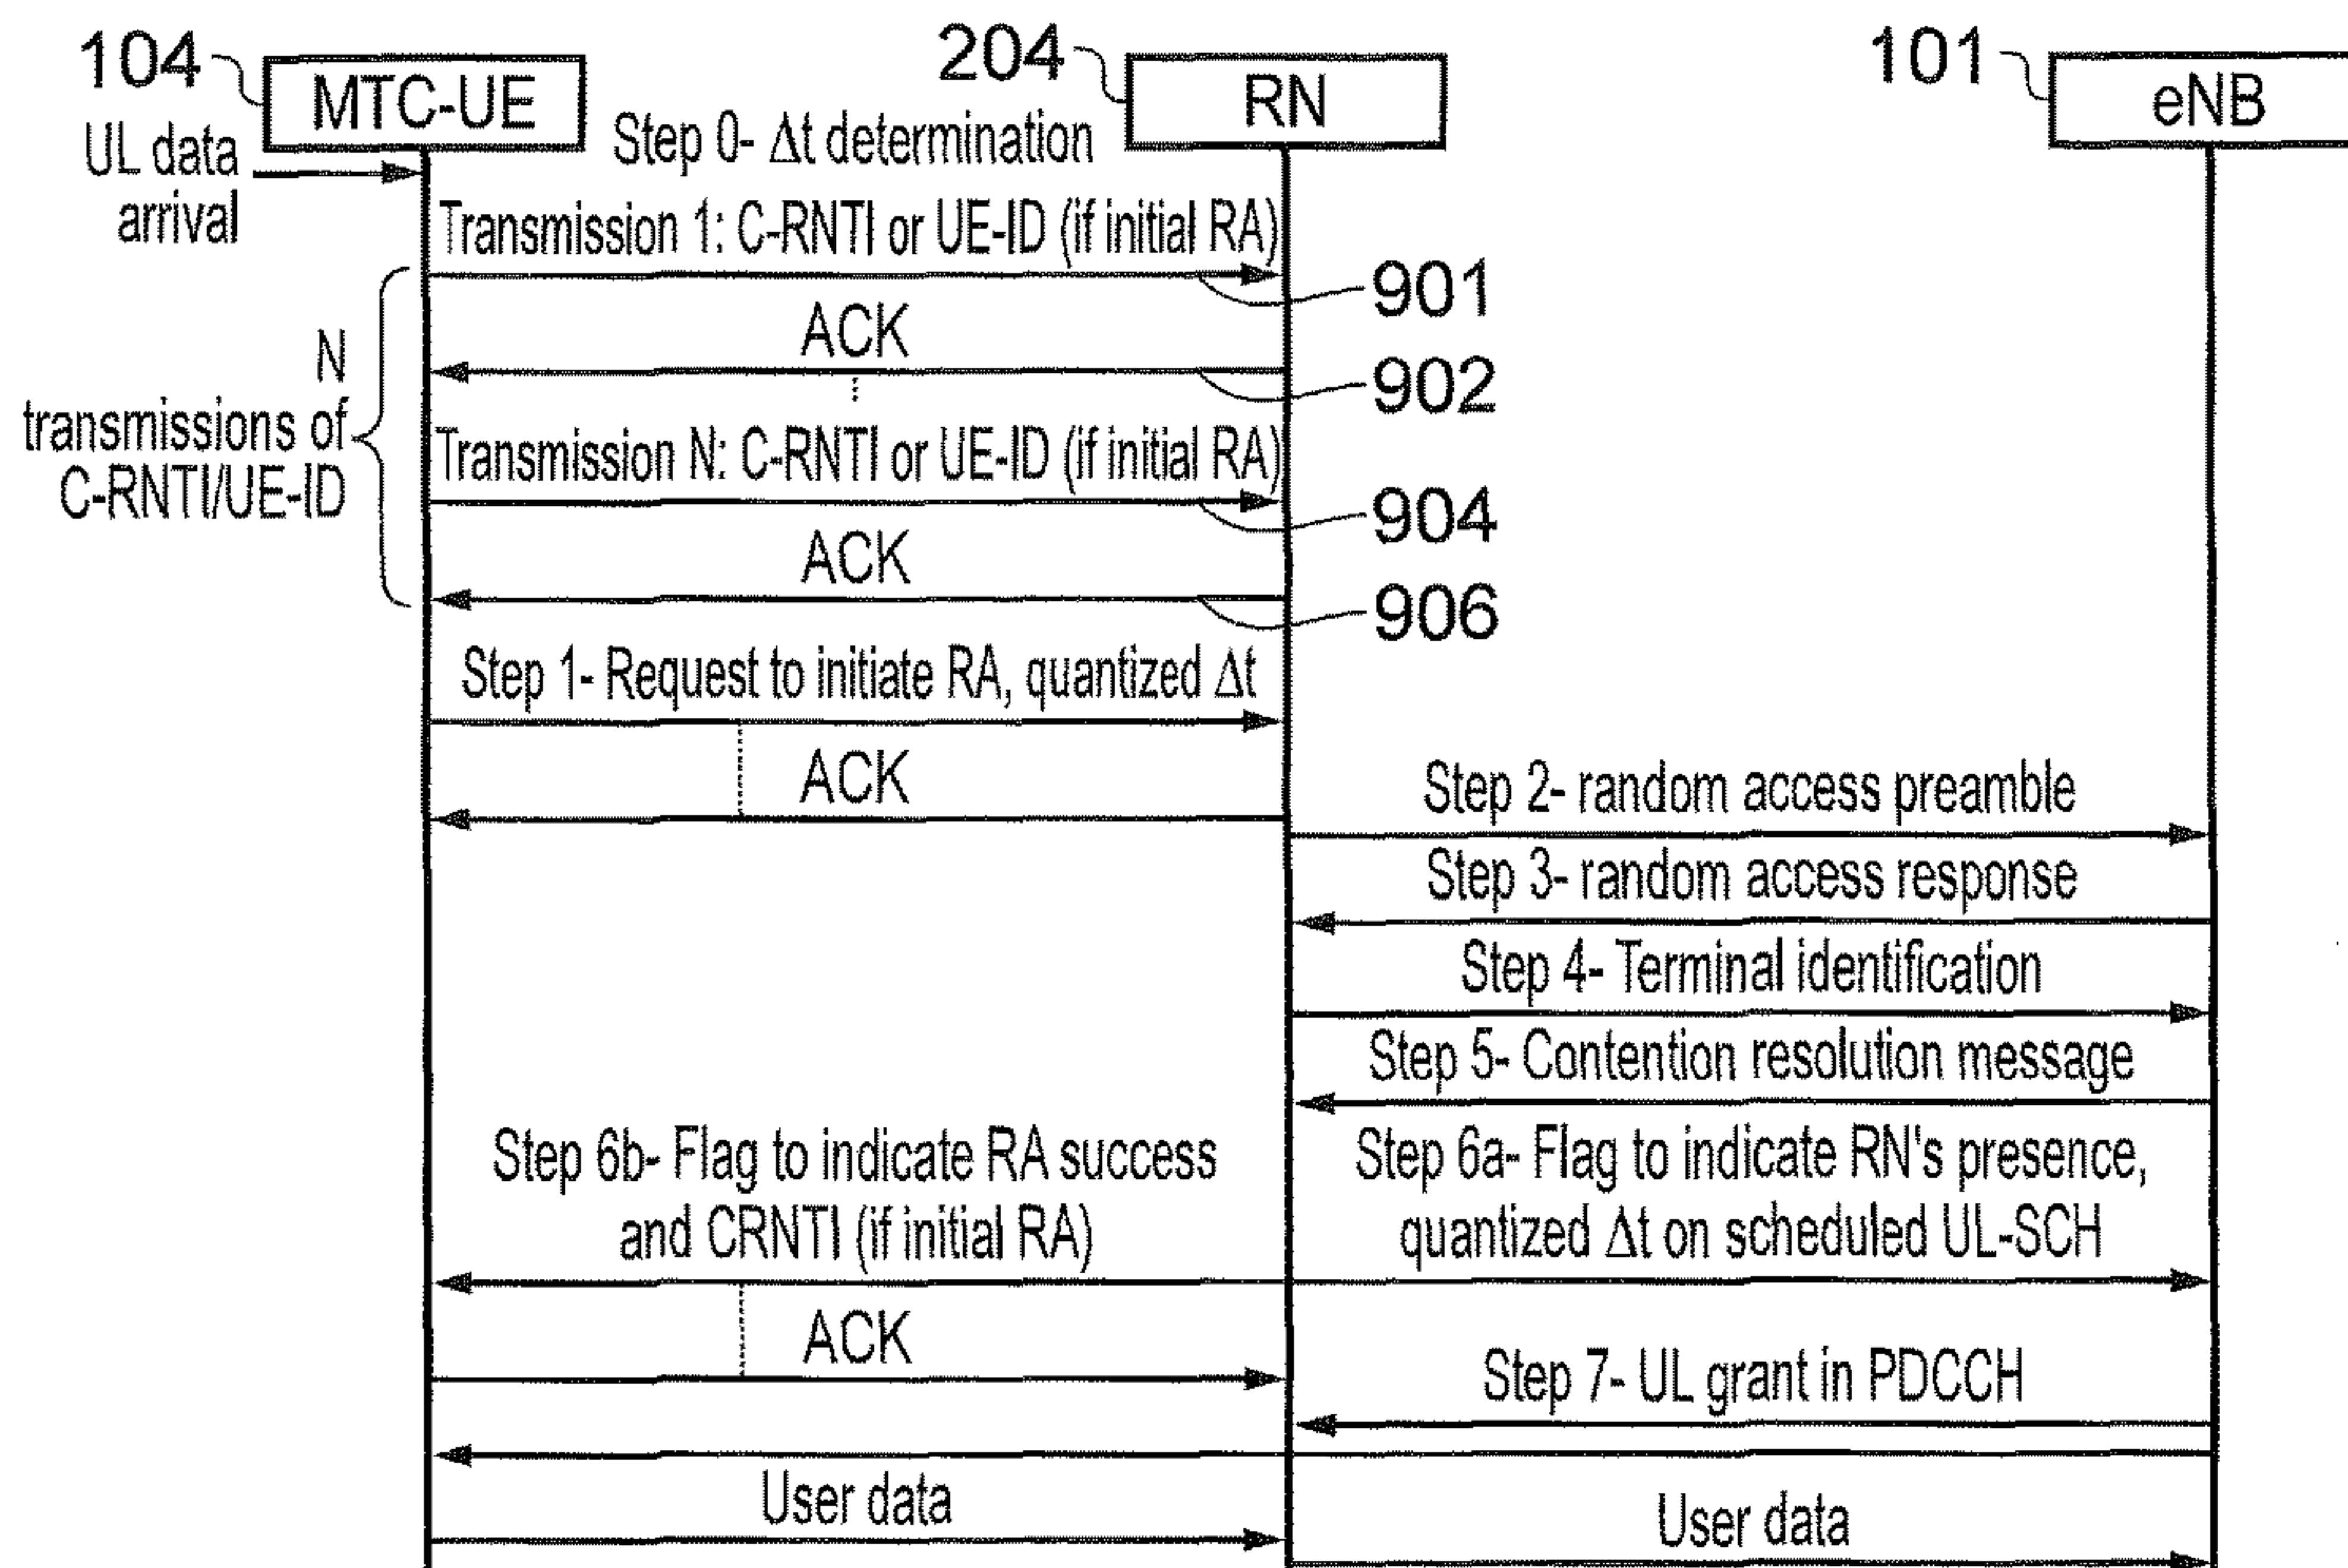 104
MTC-UE
204
RN
101
eNB
UL data
arrival
Step 0- Δt determination
Transmission 1: C-RNTI or UE-ID (if initial RA)
901
ACK
902
N
transmissions of
C-RNTI/UE-ID
Transmission N: C-RNTI or UE-ID (if initial RA)
904
ACK
906
Step 1- Request to initiate RA, quantized Δt
ACK
Step 2- random access preamble
Step 3- random access response
Step 4- Terminal identification
Step 5- Contention resolution message
Step 6b- Flag to indicate RA success
and CRNTI (if initial RA)
Step 6a- Flag to indicate RN's presence,
quantized Δt on scheduled UL-SCH
ACK
Step 7- UL grant in PDCCH
User data
User data